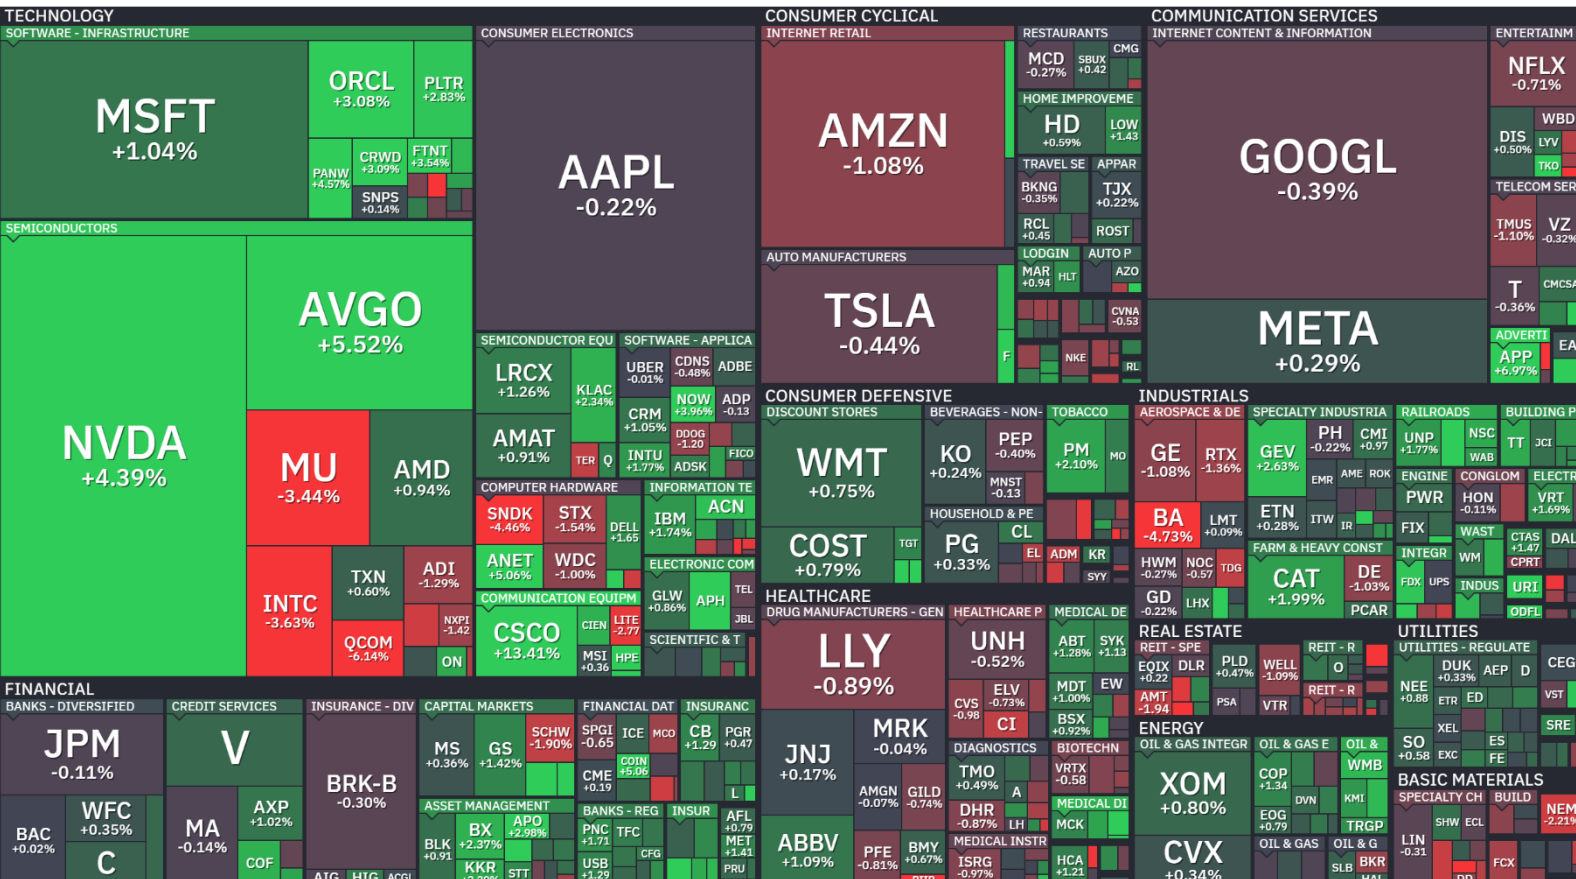 TECHNOLOGY
SOFTWARE - INFRASTRUCTURE
MSFT
+1.04%
ORCL
+3.08%
PLTR
+2.83%
PANW
+4.57%
CRWD
+3.09%
FTNT
+3.54%
SNPS
+0.14%
SEMICONDUCTORS
NVDA
+4.39%
AVGO
+5.52%
MU
-3.44%
AMD
+0.94%
INTC
-3.63%
TXN
+0.60%
ADI
-1.29%
QCOM
-6.14%
NXPI
-1.42
ON
CONSUMER ELECTRONICS
AAPL
-0.22%
SEMICONDUCTOR EQU
LRCX
+1.26%
KLAC
+2.34%
AMAT
+0.91%
TER
Q
SOFTWARE - APPLICA
UBER
-0.01%
CDNS
-0.48%
ADBE
CRM
+1.05%
NOW
+3.96%
ADP
-0.13
DDOG
-1.20
INTU
+1.77%
ADSK
FICO
COMPUTER HARDWARE
SNDK
-4.46%
STX
-1.54%
DELL
+1.65
ANET
+5.06%
WDC
-1.00%
INFORMATION TE
IBM
+1.74%
ACN
COMMUNICATION EQUIPM
CSCO
+13.41%
CIEN
LITE
-2.77
MSI
+0.36
HPE
ELECTRONIC COM
GLW
+0.86%
APH
TEL
JBL
SCIENTIFIC & T
CONSUMER CYCLICAL
INTERNET RETAIL
AMZN
-1.08%
AUTO MANUFACTURERS
TSLA
-0.44%
F
RESTAURANTS
MCD
-0.27%
SBUX
+0.42
CMG
HOME IMPROVEME
HD
+0.59%
LOW
+1.43
TRAVEL SE
BKNG
-0.35%
RCL
+0.45
APPAR
TJX
+0.22%
ROST
LODGIN
MAR
+0.94
HLT
AUTO P
AZO
CVNA
-0.53
NKE
RL
COMMUNICATION SERVICES
INTERNET CONTENT & INFORMATION
GOOGL
-0.39%
META
+0.29%
ENTERTAINM
NFLX
-0.71%
DIS
+0.50%
WBD
LYV
TKO
TELECOM SER
TMUS
-1.10%
VZ
-0.32%
T
-0.36%
CMCSA
ADVERTI
APP
+6.97%
EA
CONSUMER DEFENSIVE
DISCOUNT STORES
WMT
+0.75%
COST
+0.79%
TGT
BEVERAGES - NON-
KO
+0.24%
PEP
-0.40%
MNST
-0.13
TOBACCO
PM
+2.10%
MO
HOUSEHOLD & PE
PG
+0.33%
CL
EL
ADM
KR
SYY
INDUSTRIALS
AEROSPACE & DE
GE
-1.08%
RTX
-1.36%
BA
-4.73%
LMT
+0.09%
HWM
-0.27%
NOC
-0.57
TDG
GD
-0.22%
LHX
SPECIALTY INDUSTRIA
GEV
+2.63%
PH
-0.22%
CMI
+0.97
EMR
AME
ROK
ETN
+0.28%
ITW
IR
FARM & HEAVY CONST
CAT
+1.99%
DE
-1.03%
PCAR
RAILROADS
UNP
+1.77%
NSC
WAB
BUILDING P
TT
JCI
ENGINE
PWR
FIX
CONGLOM
HON
-0.11%
ELECTR
VRT
+1.69%
WAST
WM
CTAS
+1.47
CPRT
DAL
INTEGR
FDX
UPS
INDUS
URI
ODFL
HEALTHCARE
DRUG MANUFACTURERS - GEN
LLY
-0.89%
JNJ
+0.17%
MRK
-0.04%
AMGN
-0.07%
GILD
-0.74%
ABBV
+1.09%
PFE
-0.81%
BMY
+0.67%
HEALTHCARE P
UNH
-0.52%
CVS
-0.98
ELV
-0.73%
CI
MEDICAL DE
ABT
+1.28%
SYK
+1.13
MDT
+1.00%
EW
BSX
+0.92%
DIAGNOSTICS
TMO
+0.49%
A
DHR
-0.87%
LH
BIOTECHN
VRTX
-0.58
MEDICAL DI
MCK
MEDICAL INSTR
ISRG
-0.97%
HCA
+1.21
REAL ESTATE
REIT - SPE
EQIX
+0.22
DLR
AMT
-1.94
PLD
+0.47%
PSA
WELL
-1.09%
VTR
REIT - R
O
REIT - R
UTILITIES
UTILITIES - REGULATE
NEE
+0.88
DUK
+0.33%
AEP
D
ETR
ED
XEL
SO
+0.58
EXC
ES
FE
CEG
VST
SRE
ENERGY
OIL & GAS INTEGR
XOM
+0.80%
CVX
+0.34%
OIL & GAS E
COP
+1.34
DVN
EOG
+0.79
OIL &
WMB
KMI
TRGP
OIL & GAS
OIL & G
SLB
BKR
HAL
BASIC MATERIALS
SPECIALTY CH
LIN
-0.31
SHW
ECL
BUILD
NEM
-2.21%
FCX
FINANCIAL
BANKS - DIVERSIFIED
JPM
-0.11%
BAC
+0.02%
WFC
+0.35%
C
CREDIT SERVICES
V
MA
-0.14%
AXP
+1.02%
COF
INSURANCE - DIV
BRK-B
-0.30%
AIG
HIG
ACGL
CAPITAL MARKETS
MS
+0.36%
GS
+1.42%
SCHW
-1.90%
ASSET MANAGEMENT
BLK
+0.91
BX
+2.37%
APO
+2.98%
KKR
STT
FINANCIAL DAT
SPGI
-0.65
ICE
MCO
CME
+0.19
COIN
+5.06
INSURANC
CB
+1.29
PGR
+0.47
L
BANKS - REG
PNC
+1.71
TFC
CFG
USB
+1.29
INSUR
AFL
+0.79
MET
+1.41
PRU